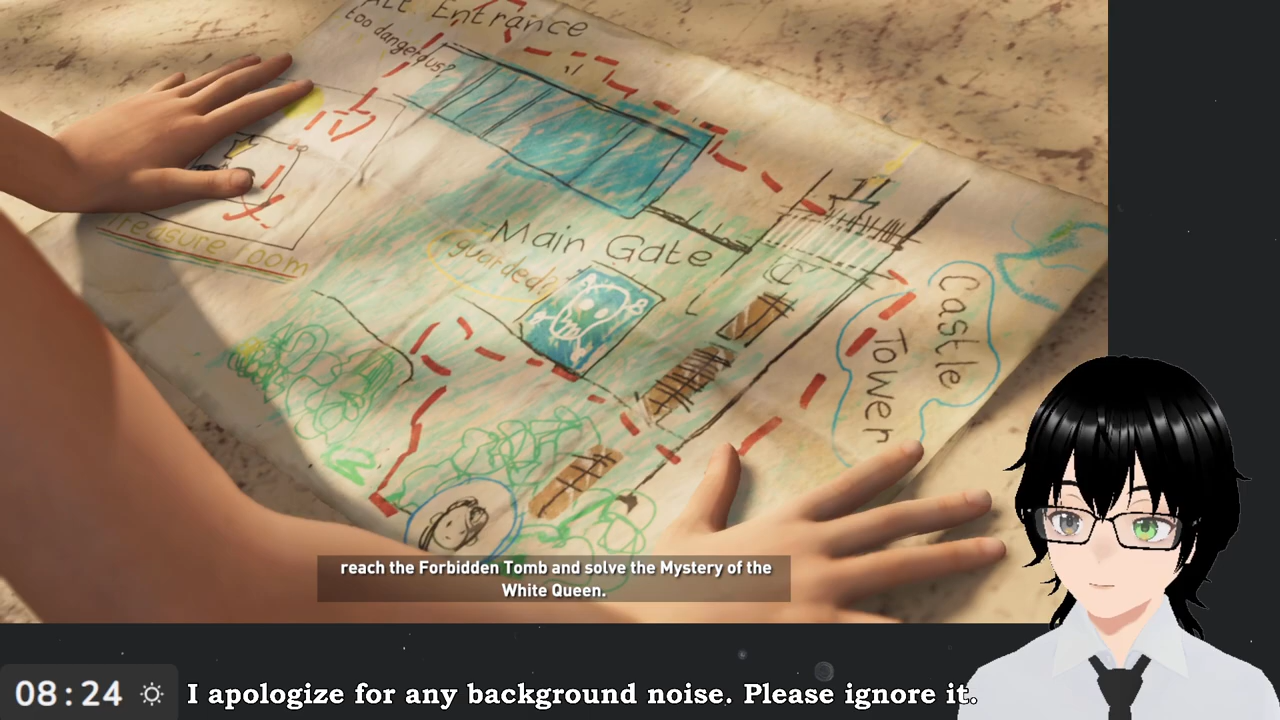 Alt Entrance
too dangerous?
Main Gate
(guarded)
Treasure room
Castle
Tower
reach the Forbidden Tomb and solve the Mystery of the
White Queen.
08:24
I apologize for any background noise. Please ignore it.